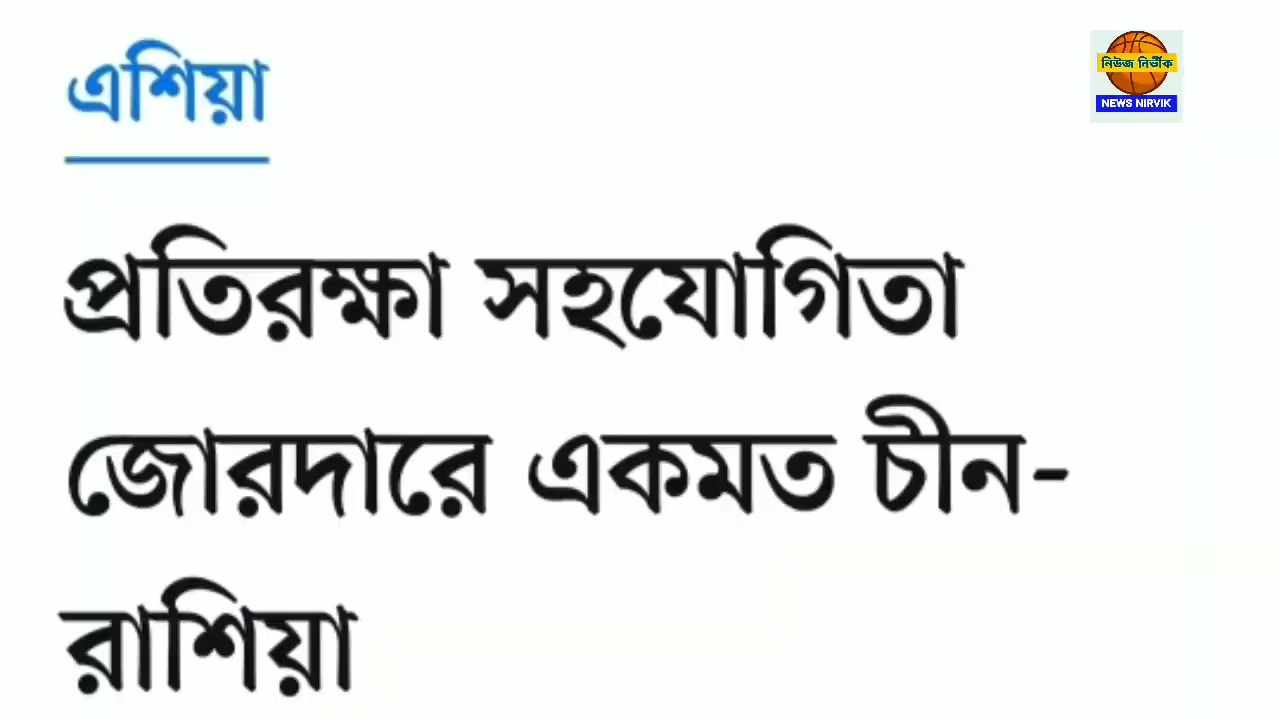 এশিয়া
নিউজ নির্ভীক
NEWS NIRVIK
প্রতিরক্ষা সহযোগিতা
জোরদারে একমত চীন-
রাশিয়া